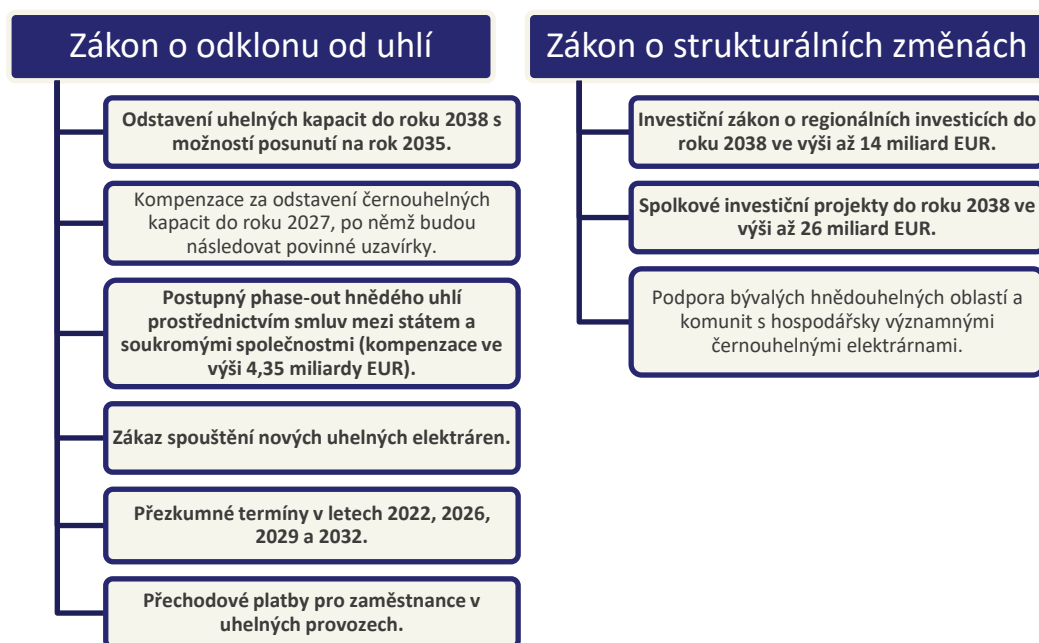 Zákon o odklonu od uhlí
Odstavení uhelných kapacit do roku 2038 s
možností posunutí na rok 2035.
Kompenzace za odstavení černouhelných
kapacit do roku 2027, po němž budou
následovat povinné uzavírky.
Postupný phase-out hnědého uhlí
prostřednictvím smluv mezi státem a
soukromými společnostmi (kompenzace ve
výši 4,35 miliardy EUR).
Zákaz spouštění nových uhelných elektráren.
Přezkumné termíny v letech 2022, 2026,
2029 a 2032.
Přechodové platby pro zaměstnance v
uhelných provozech.
Zákon o strukturálních změnách
Investiční zákon o regionálních investicích do
roku 2038 ve výši až 14 miliard EUR.
Spolkové investiční projekty do roku 2038 ve
výši až 26 miliard EUR.
Podpora bývalých hnědouhelných oblastí a
komunit s hospodářsky významnými
černouhelnými elektrárnami.